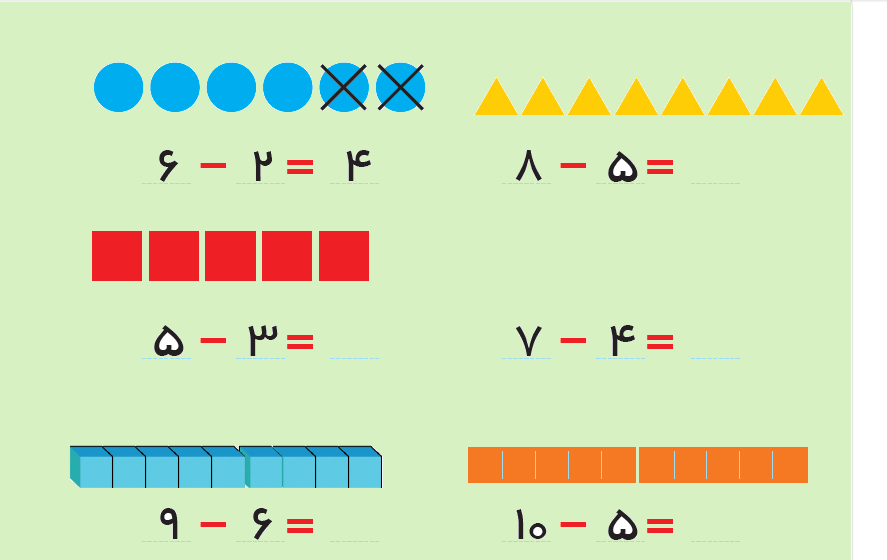 ۶ − ۲ = ۴
۸ − ۵ =
۵ − ۳ =
۷ − ۴ =
۹ − ۶ =
۱۰ − ۵ =